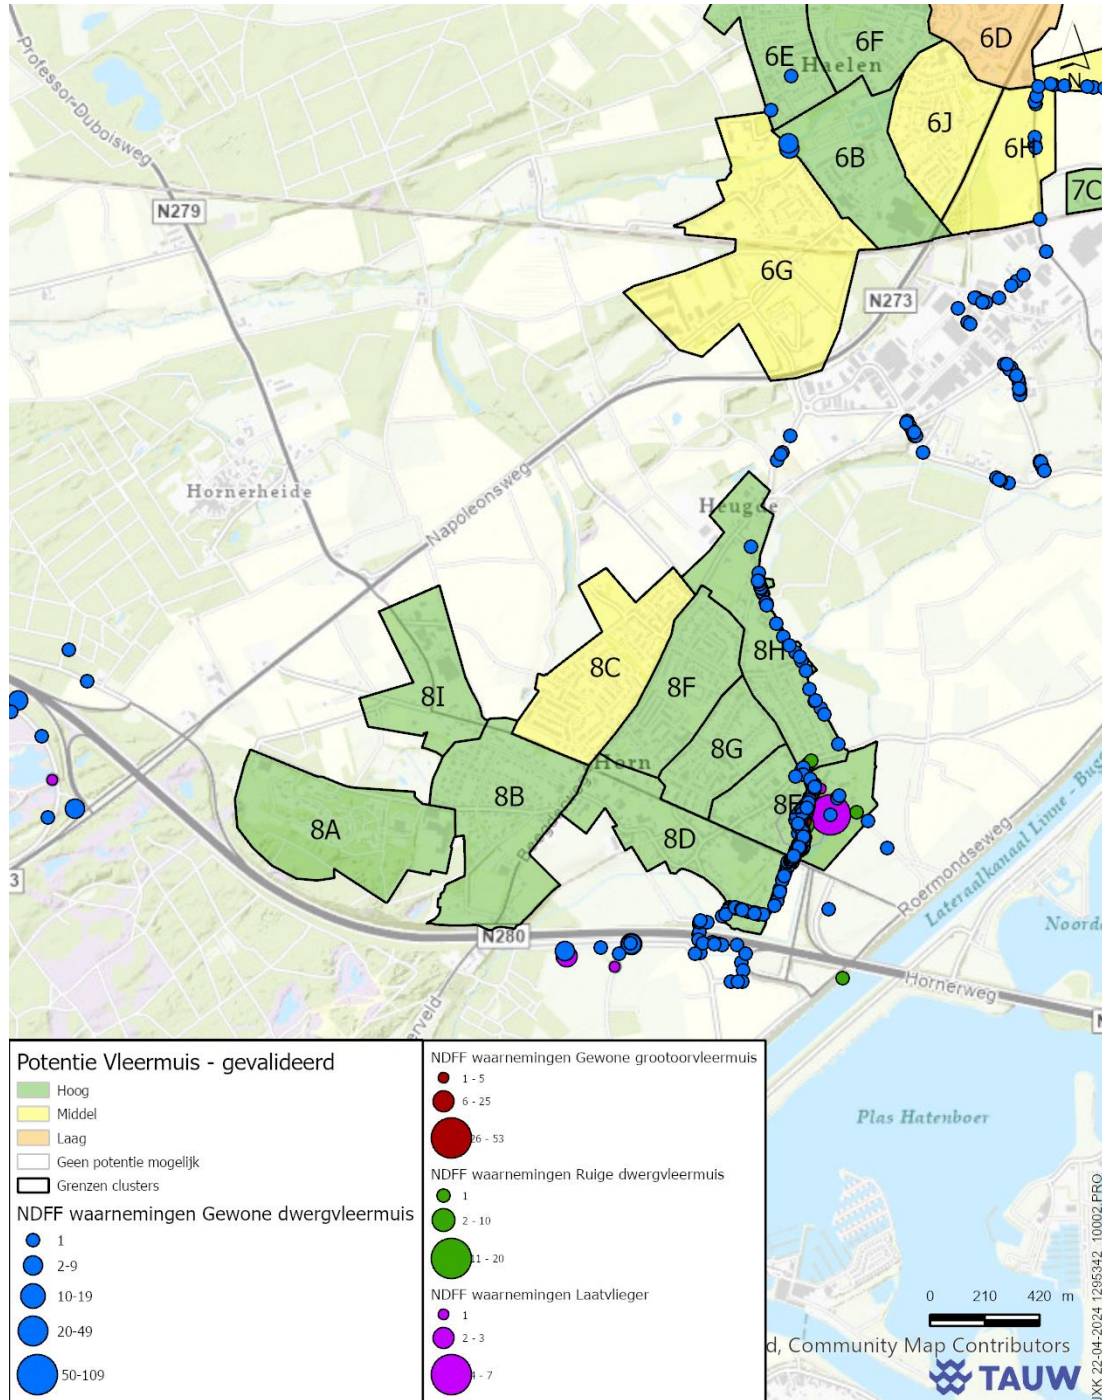 Professor-Duboisweg
N279
Haelen
6E
6F
6D
N
6J
6H
6B
7C
6G
N273
Hornerheide
Napoleonsweg
Heugde
8I
8C
8F
8H
8G
Horn
8B
8E
8A
8D
N280
Roermondseweg
Lateraalkanaal Linne - Bugg
Hornerweg
Plas Hatenboer
Potentie Vleermuis - gevalideerd
Hoog
Middel
Laag
Geen potentie mogelijk
Grenzen clusters
NDFF waarnemingen Gewone dwergvleermuis
1
2-9
10-19
20-49
50-109
NDFF waarnemingen Gewone grootoorvleermuis
1 - 5
6 - 25
26 - 53
NDFF waarnemingen Ruige dwergvleermuis
1
2 - 10
11 - 20
NDFF waarnemingen Laatvlieger
1
2 - 3
4 - 7
0 210 420 m
d, Community Map Contributors
TAUW
22-04-2024 1295342_10002.PRO